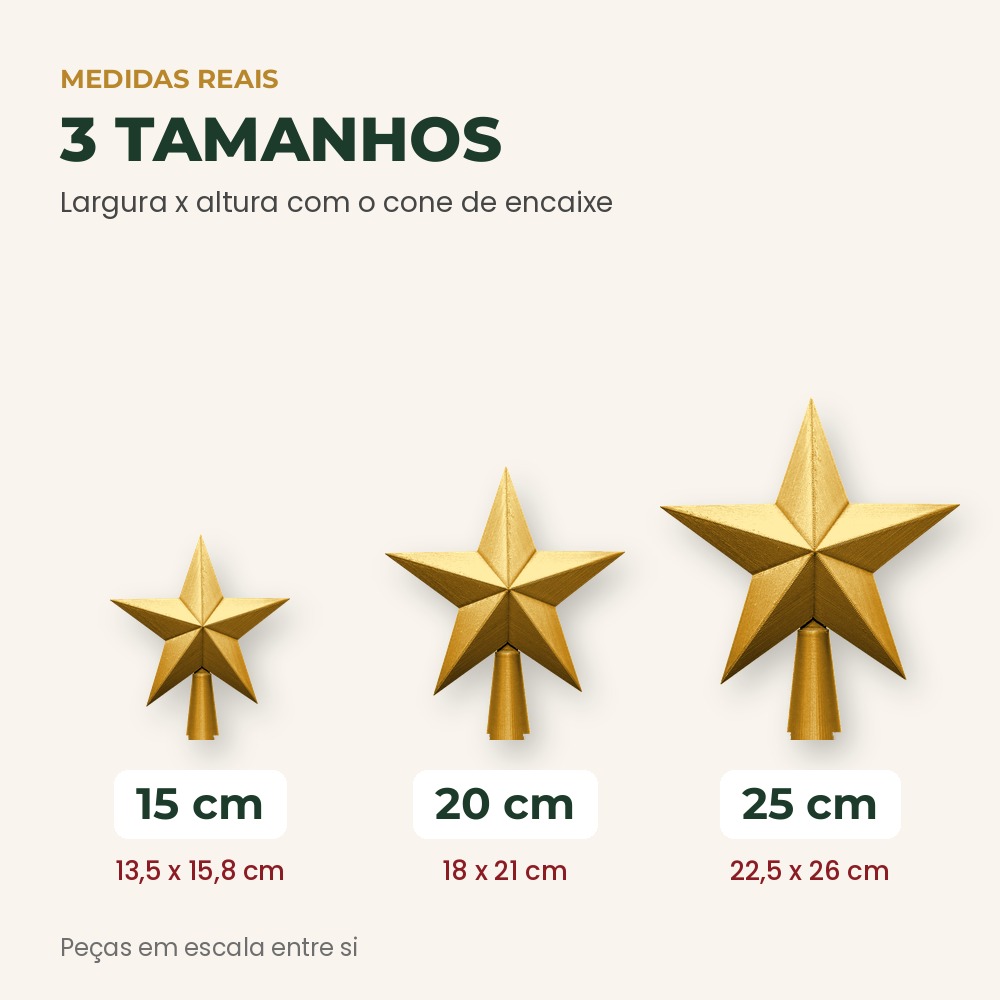 MEDIDAS REAIS
3 TAMANHOS
Largura x altura com o cone de encaixe
15 cm
20 cm
25 cm
13,5 x 15,8 cm
18 x 21 cm
22,5 x 26 cm
Peças em escala entre si